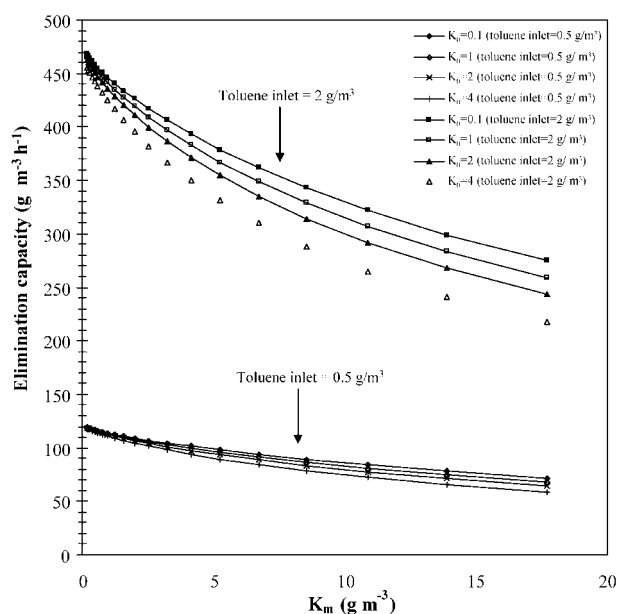 500
450
400
350
300
250
200
150
100
50
0
Elimination capacity (g m⁻³ h⁻¹)
K₀=0.1 (toluene inlet=0.5 g/m³)
K₀=1 (toluene inlet=0.5 g/m³)
K₀=2 (toluene inlet=0.5 g/m³)
K₀=4 (toluene inlet=0.5 g/m³)
K₀=0.1 (toluene inlet=2 g/m³)
K₀=1 (toluene inlet=2 g/ m³)
K₀=2 (toluene inlet=2 g/ m³)
K₀=4 (toluene inlet=2 g/ m³)
Toluene inlet = 2 g/m³
Toluene inlet = 0.5 g/m³
0 5 10 15 20
Kₘ (g m⁻³)